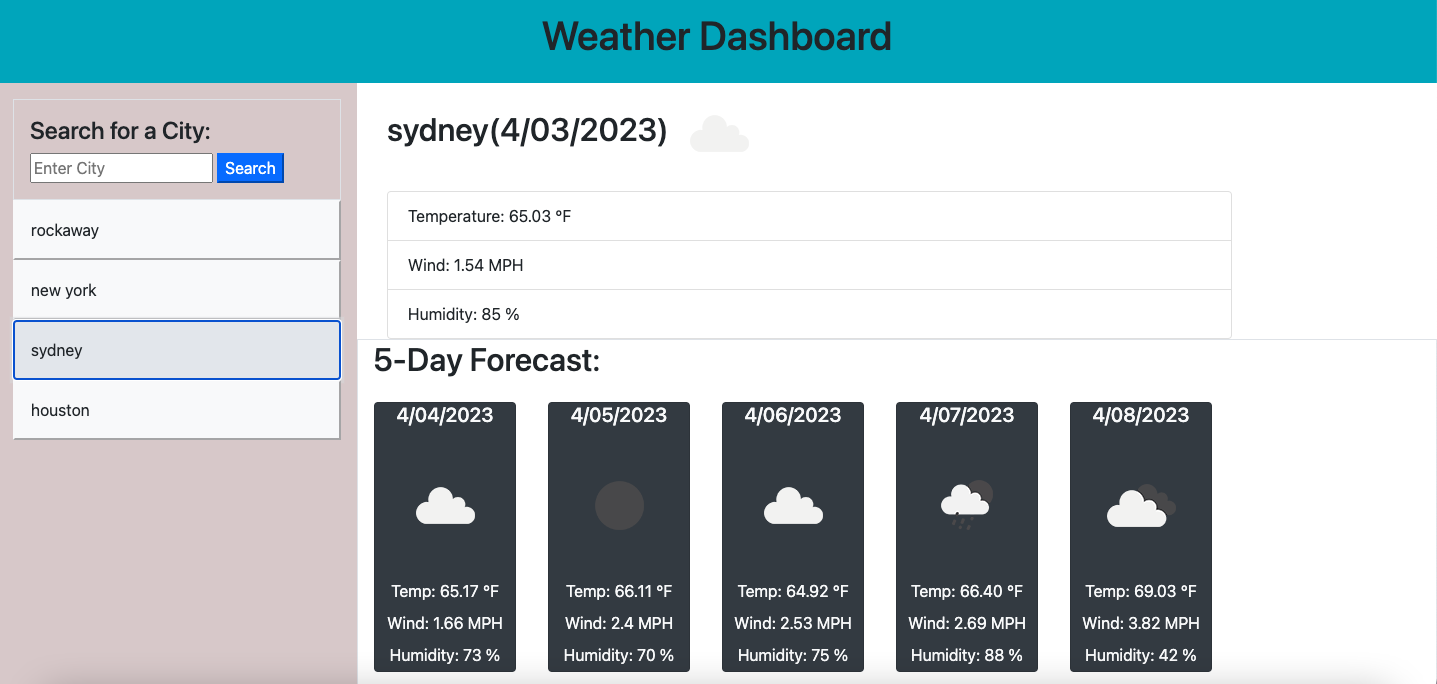 Weather Dashboard
Search for a City:
Enter City
Search
rockaway
new york
sydney
houston
sydney(4/03/2023)
Temperature: 65.03 °F
Wind: 1.54 MPH
Humidity: 85 %
5-Day Forecast:
4/04/2023
Temp: 65.17 °F
Wind: 1.66 MPH
Humidity: 73 %
4/05/2023
Temp: 66.11 °F
Wind: 2.4 MPH
Humidity: 70 %
4/06/2023
Temp: 64.92 °F
Wind: 2.53 MPH
Humidity: 75 %
4/07/2023
Temp: 66.40 °F
Wind: 2.69 MPH
Humidity: 88 %
4/08/2023
Temp: 69.03 °F
Wind: 3.82 MPH
Humidity: 42 %